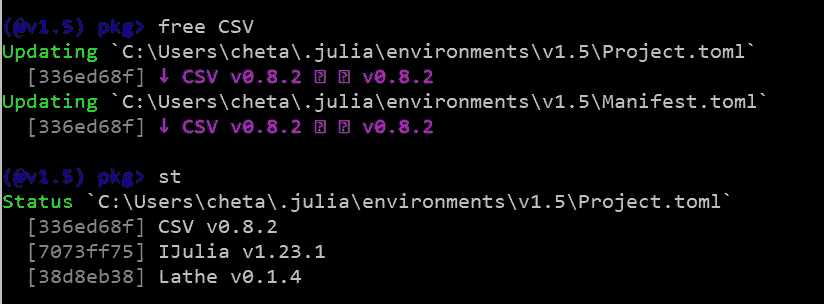 (@v1.5) pkg> free CSV
Updating `C:\Users\cheta\.julia\environments\v1.5\Project.toml`
[336ed68f] ↓ CSV v0.8.2 ⍰ ⍰ v0.8.2
Updating `C:\Users\cheta\.julia\environments\v1.5\Manifest.toml`
[336ed68f] ↓ CSV v0.8.2 ⍰ ⍰ v0.8.2
(@v1.5) pkg> st
Status `C:\Users\cheta\.julia\environments\v1.5\Project.toml`
[336ed68f] CSV v0.8.2
[7073ff75] IJulia v1.23.1
[38d8eb38] Lathe v0.1.4